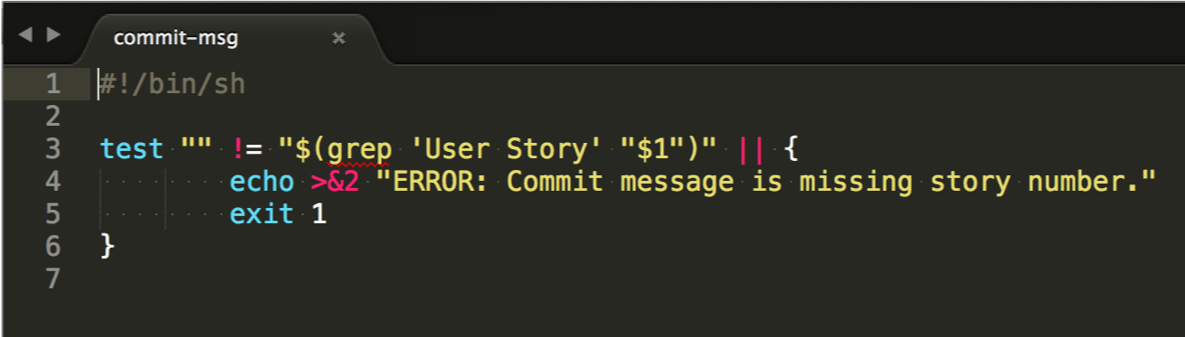 commit-msg ×
1 #!/bin/sh
2
3 test "" != "$(grep 'User Story' "$1")" || {
4         echo >&2 "ERROR: Commit message is missing story number."
5         exit 1
6 }
7